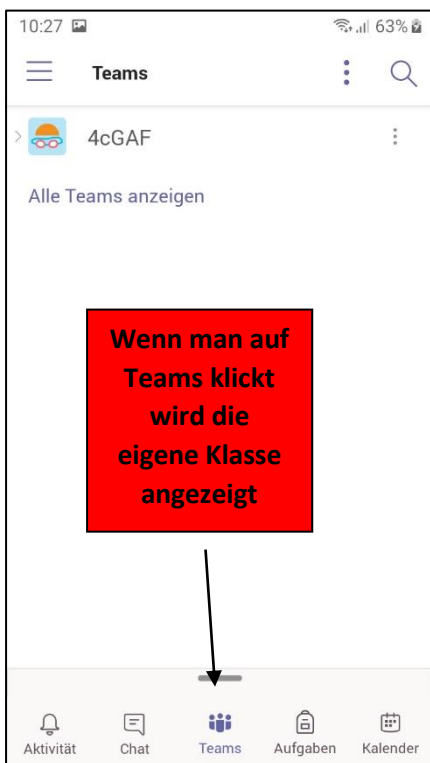 10:27 63%
Teams
4cGAF
Alle Teams anzeigen
Wenn man auf
Teams klickt
wird die
eigene Klasse
angezeigt
Aktivität Chat Teams Aufgaben Kalender